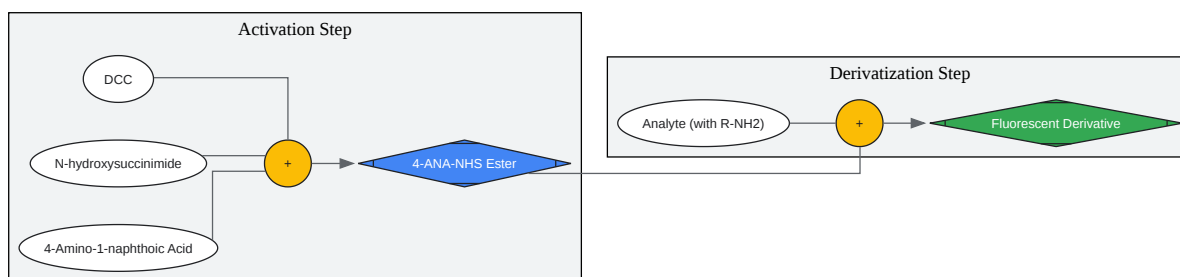 Activation Step
DCC
N-hydroxysuccinimide
+
4-ANA-NHS Ester
4-Amino-1-naphthoic Acid
Derivatization Step
Analyte (with R-NH2)
+
Fluorescent Derivative